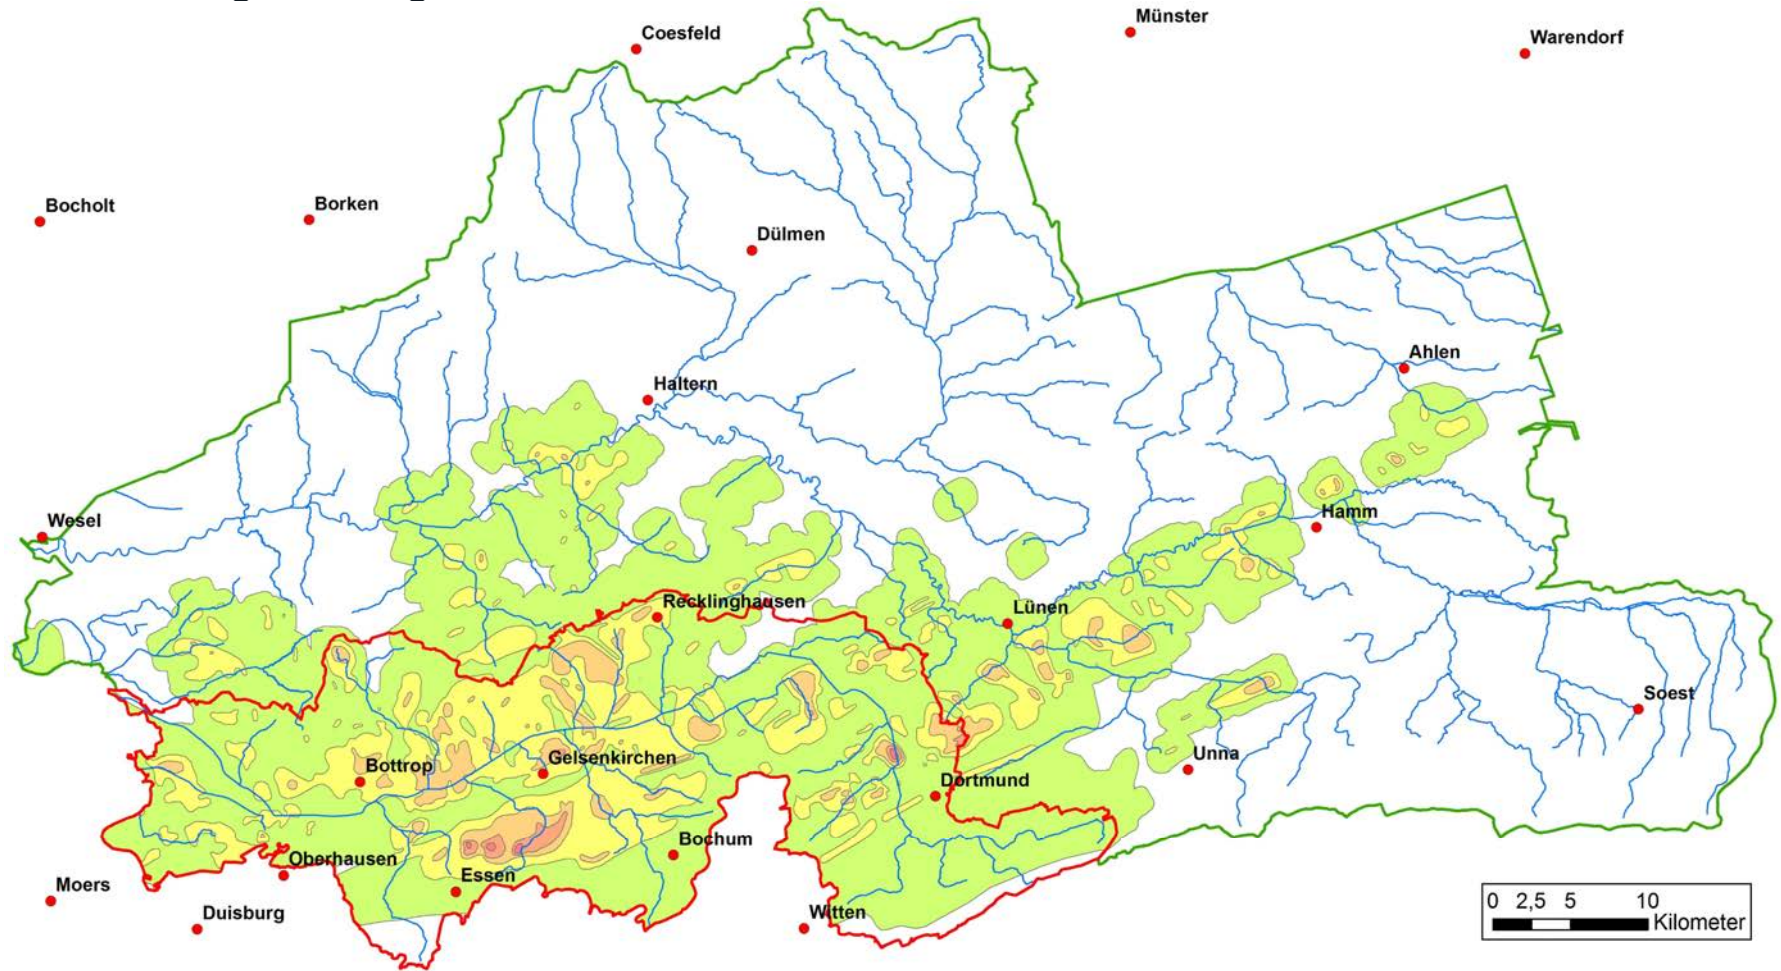 Coesfeld
Münster
Warendorf
Bocholt
Borken
Dülmen
Ahlen
Haltern
Wesel
Hamm
Recklinghausen
Lünen
Soest
Unna
Bottrop
Gelsenkirchen
Dortmund
Bochum
Oberhausen
Essen
Moers
Duisburg
Witten
0 2,5 5 10
Kilometer